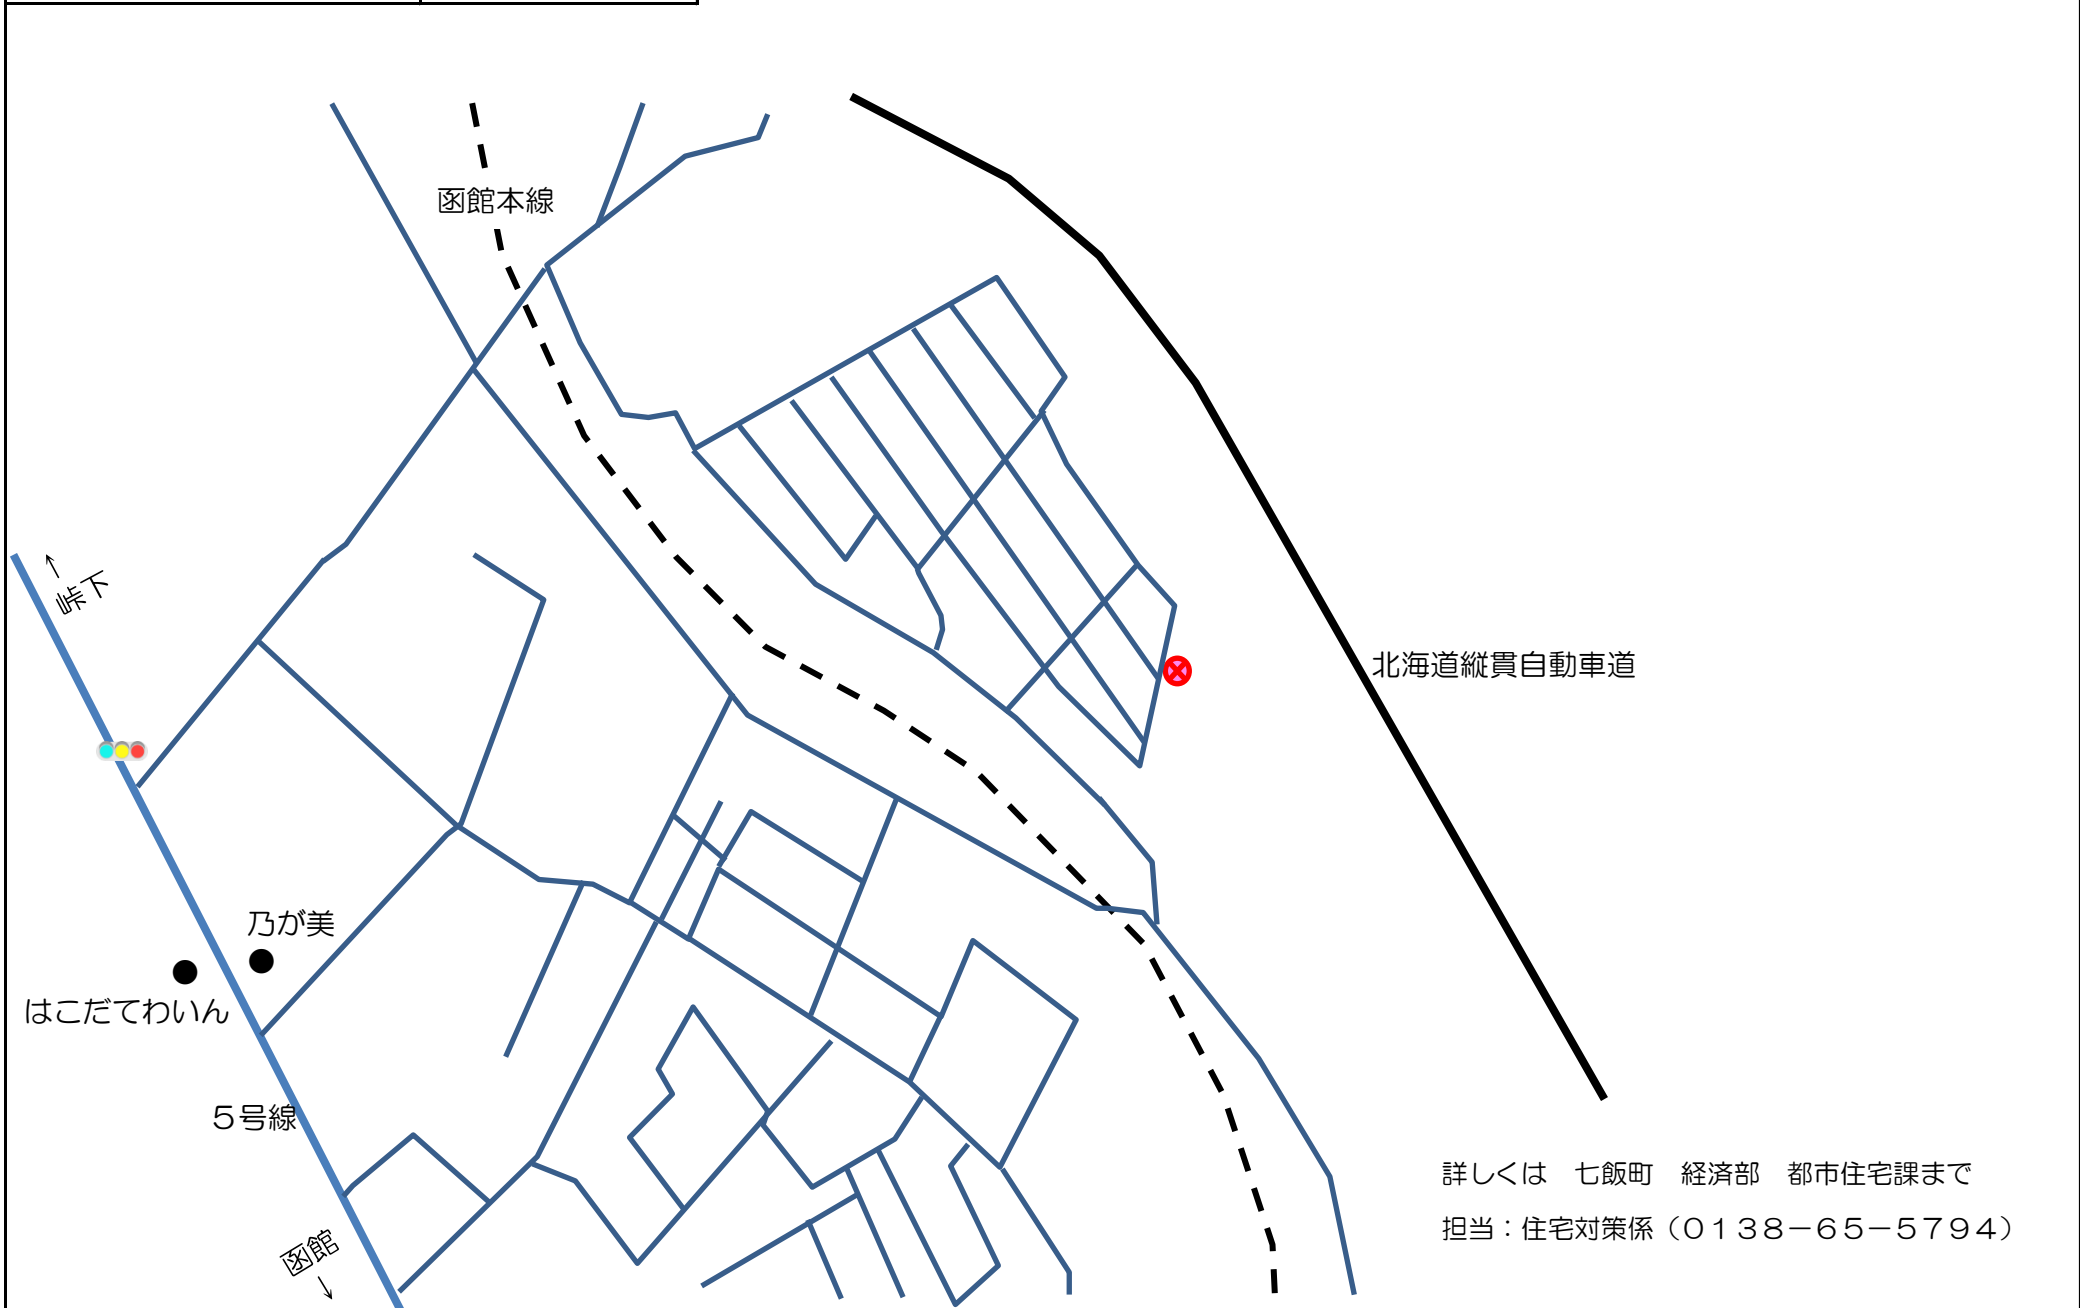 函館本線
↑
峠下
北海道縦貫自動車道
乃が美
はこだてわいん
５号線
詳しくは　七飯町　経済部　都市住宅課まで
担当：住宅対策係（０１３８－６５－５７９４）
函館
↓